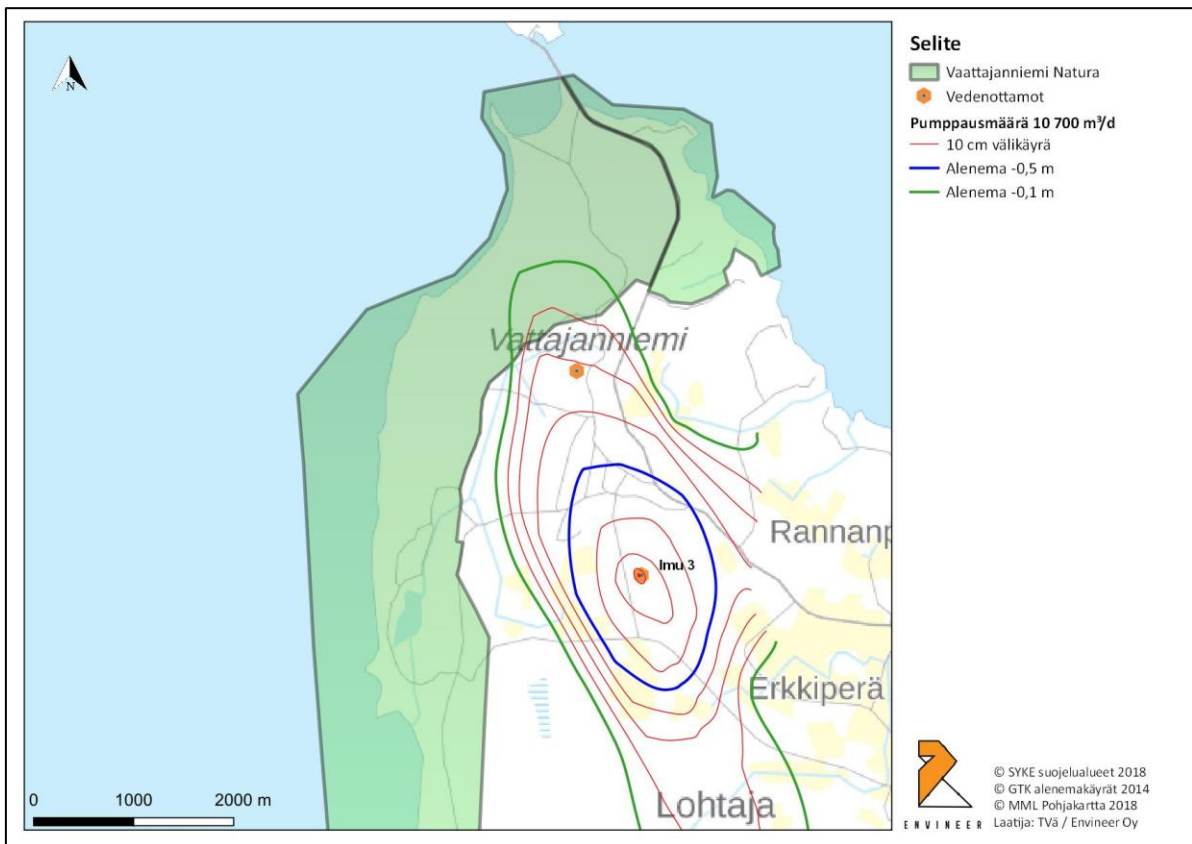 N
Vattajanniemi
Imu 3
Rannanp
Erkkiperä
Lohtaja
0 1000 2000 m
Selite
Vaattajanniemi Natura
Vedenottamot
Pumppausmäärä 10 700 m³/d
10 cm välikäyrä
Alenema -0,5 m
Alenema -0,1 m
ENVINEER
© SYKE suojelualueet 2018
© GTK alenemakäyrät 2014
© MML Pohjakartta 2018
Laatija: TVä / Envineer Oy